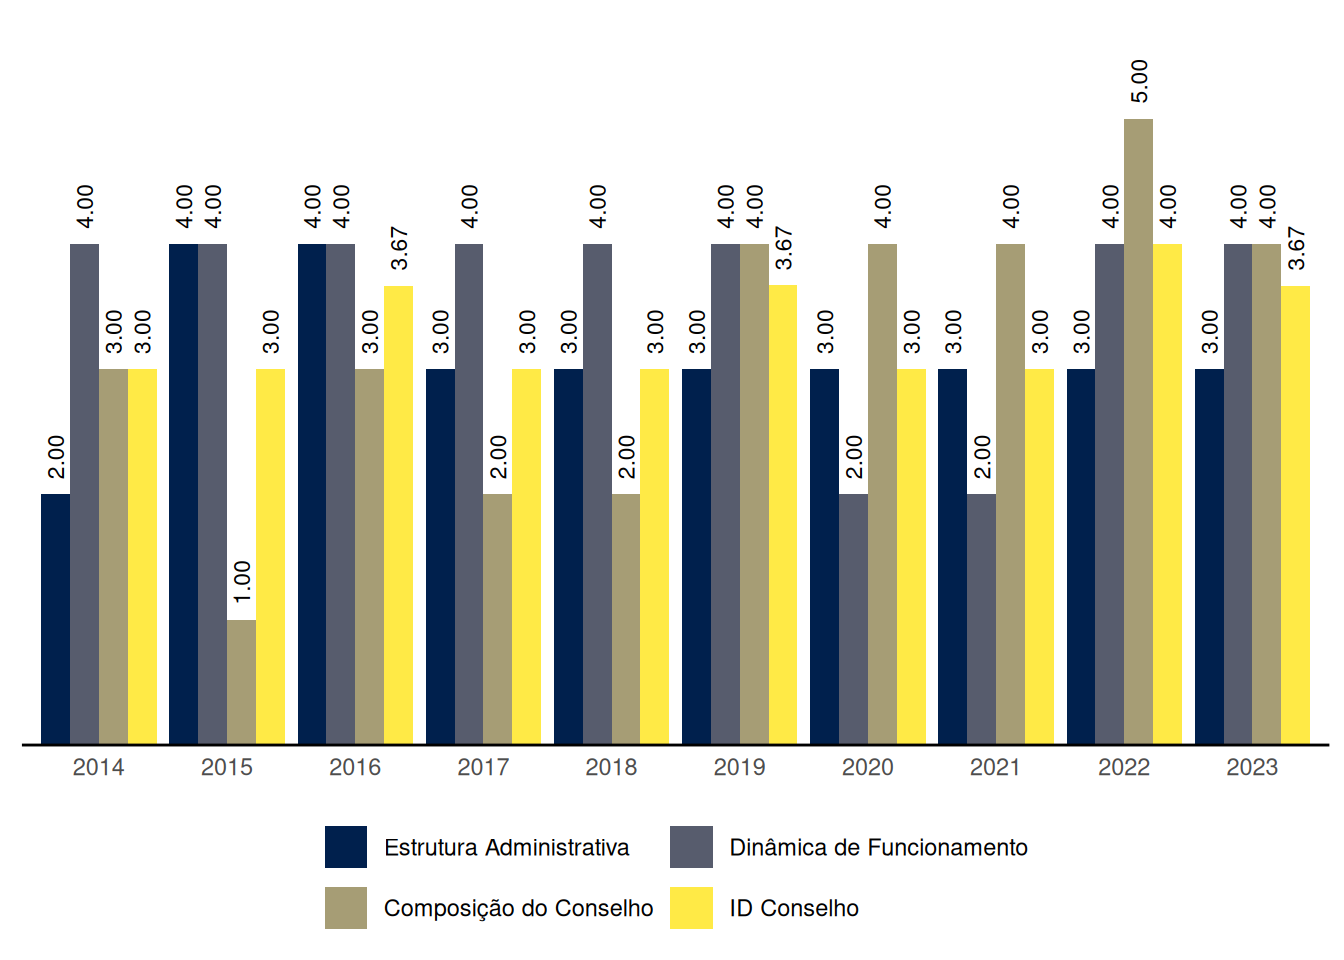 5.00
4.00 4.00 4.00 4.00 4.00 4.00 4.00 4.00 4.00 4.00 4.00 4.00 4.00 4.00 4.00
3.67 3.67 3.67
3.00 3.00 3.00 3.00 3.00 3.00 3.00 3.00 3.00 3.00 3.00 3.00 3.00 3.00 3.00
2.00 2.00 2.00 2.00 2.00
1.00
2014 2015 2016 2017 2018 2019 2020 2021 2022 2023
Estrutura Administrativa Dinâmica de Funcionamento
Composição do Conselho ID Conselho